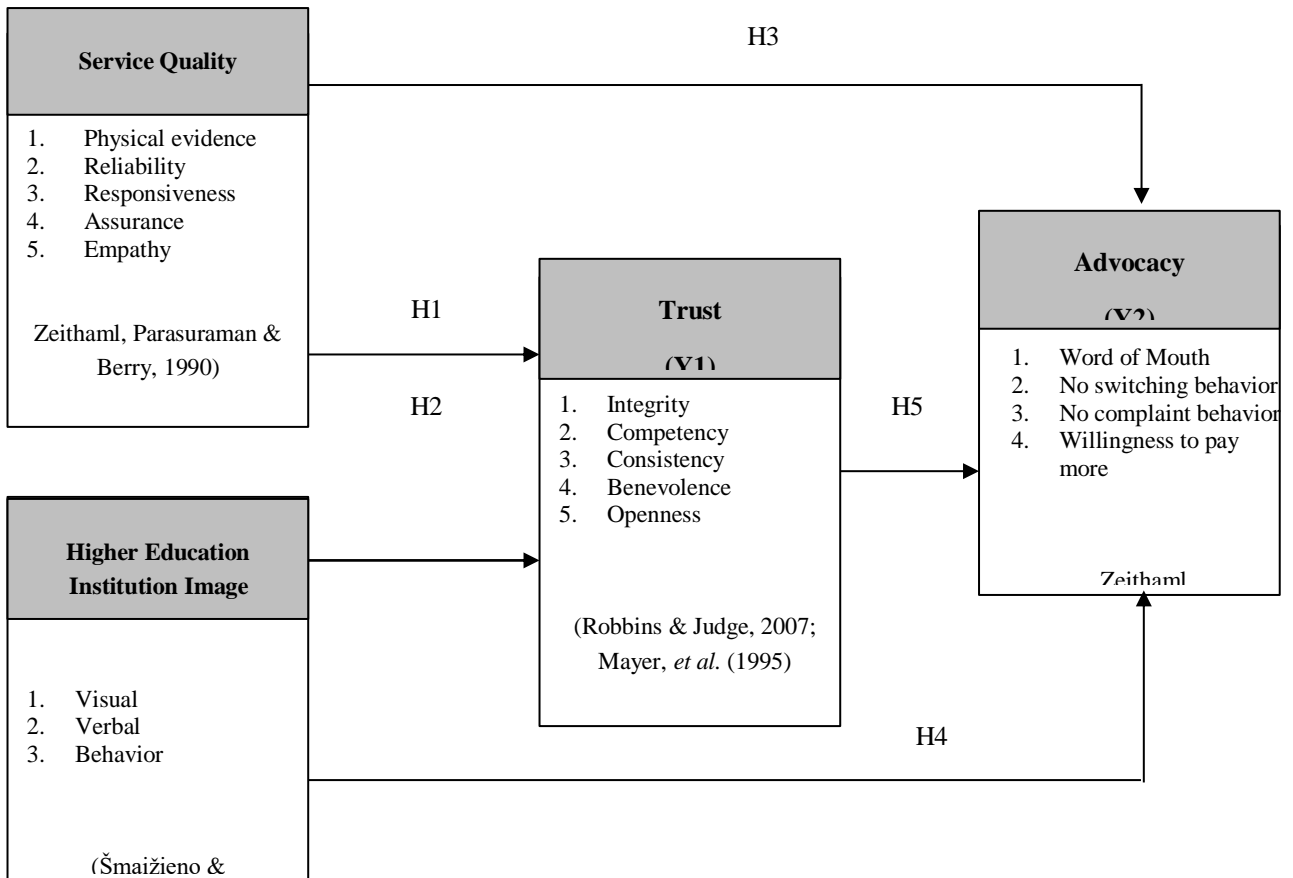 H3
Service Quality
1. Physical evidence
2. Reliability
3. Responsiveness
4. Assurance
5. Empathy
Zeithaml, Parasuraman &
Berry, 1990)
H1
H2
Trust
(Y1)
1. Integrity
2. Competency
3. Consistency
4. Benevolence
5. Openness
(Robbins & Judge, 2007;
Mayer, et al. (1995)
H5
Advocacy
(Y2)
1. Word of Mouth
2. No switching behavior
3. No complaint behavior
4. Willingness to pay
more
Zeithaml
Higher Education
Institution Image
1. Visual
2. Verbal
3. Behavior
(Šmaižieno &
H4